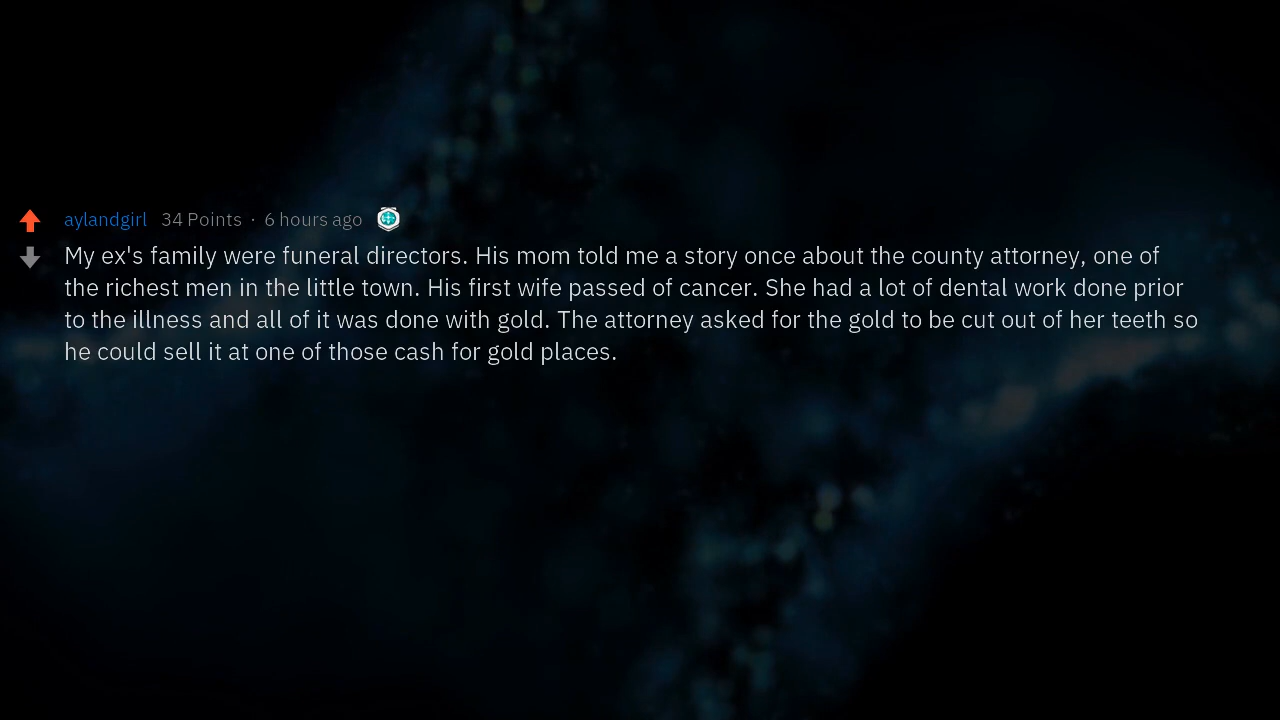 aylandgirl 34 Points · 6 hours ago
My ex's family were funeral directors. His mom told me a story once about the county attorney, one of
the richest men in the little town. His first wife passed of cancer. She had a lot of dental work done prior
to the illness and all of it was done with gold. The attorney asked for the gold to be cut out of her teeth so
he could sell it at one of those cash for gold places.